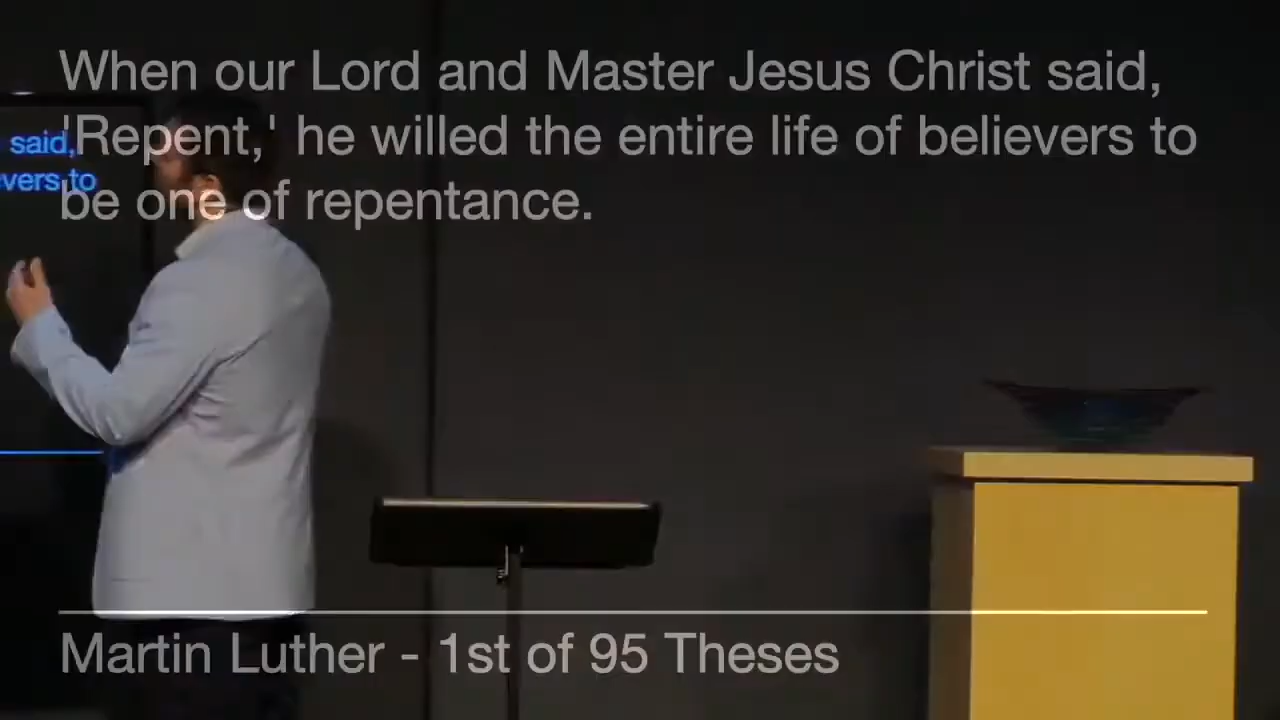 When our Lord and Master Jesus Christ said,
'Repent,' he willed the entire life of believers to
be one of repentance.
said,
vers to
Martin Luther - 1st of 95 Theses